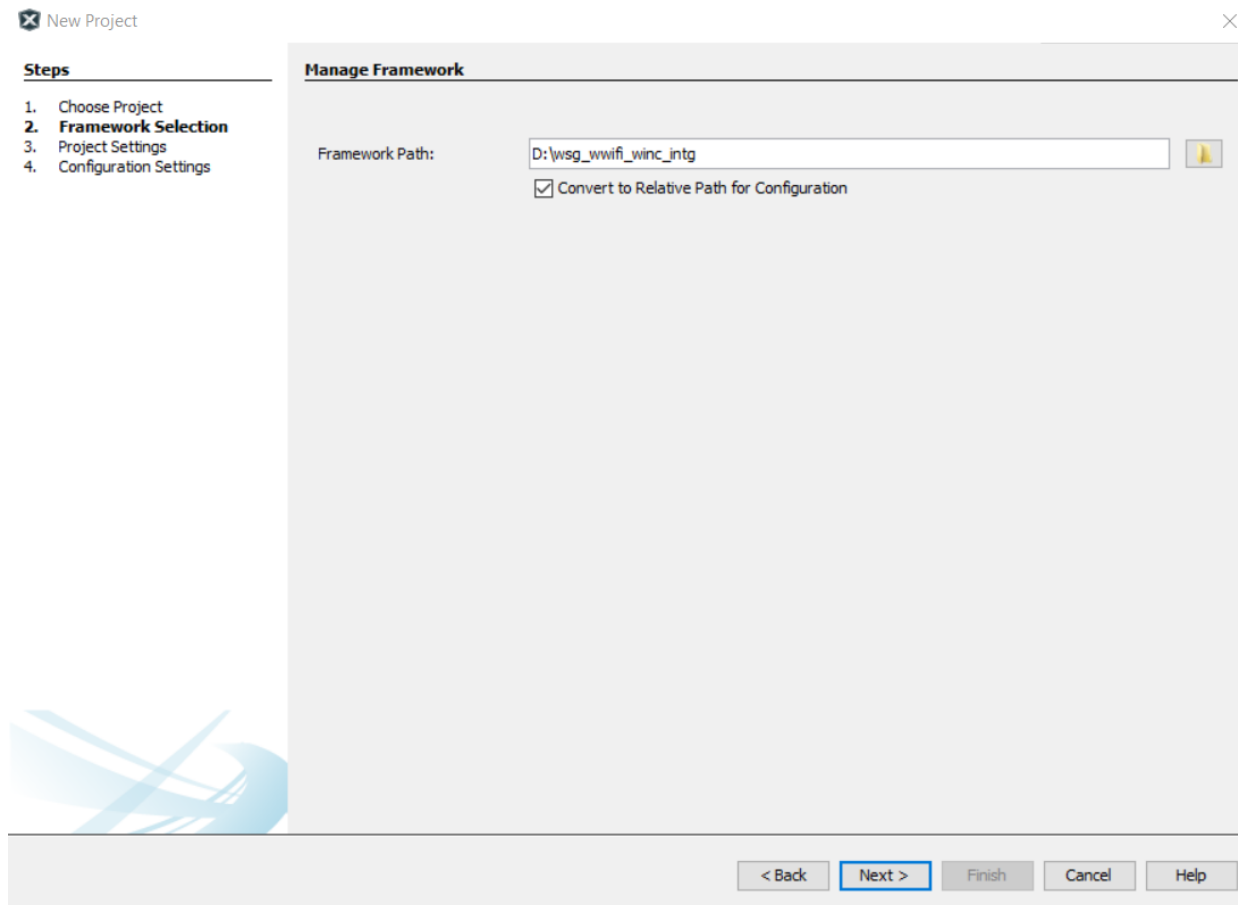 New Project
Steps
1. Choose Project
2. Framework Selection
3. Project Settings
4. Configuration Settings
Manage Framework
Framework Path: D:\wsg_wwifi_winc_intg
Convert to Relative Path for Configuration
< Back Next > Finish Cancel Help